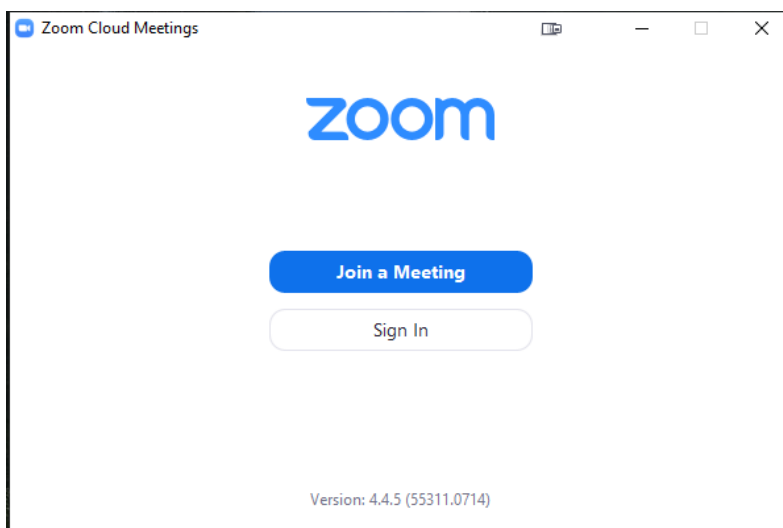 Zoom Cloud Meetings
zoom
Join a Meeting
Sign In
Version: 4.4.5 (55311.0714)